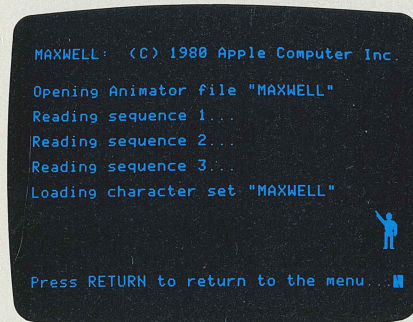 MAXWELL: (C) 1980 Apple Computer Inc.
Opening Animator file "MAXWELL"
Reading sequence 1...
Reading sequence 2...
Reading sequence 3...
Loading character set "MAXWELL"
Press RETURN to return to the menu...